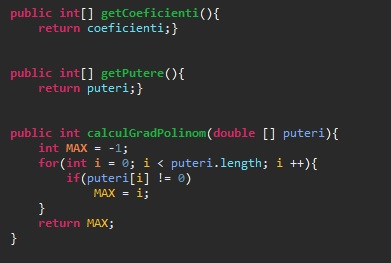 public int[] getCoeficienti(){
return coeficienti;}
public int[] getPutere(){
return puteri;}
public int calculGradPolinom(double [] puteri){
int MAX = -1;
for(int i = 0; i < puteri.length; i ++){
if(puteri[i] != 0)
MAX = i;
}
return MAX;
}